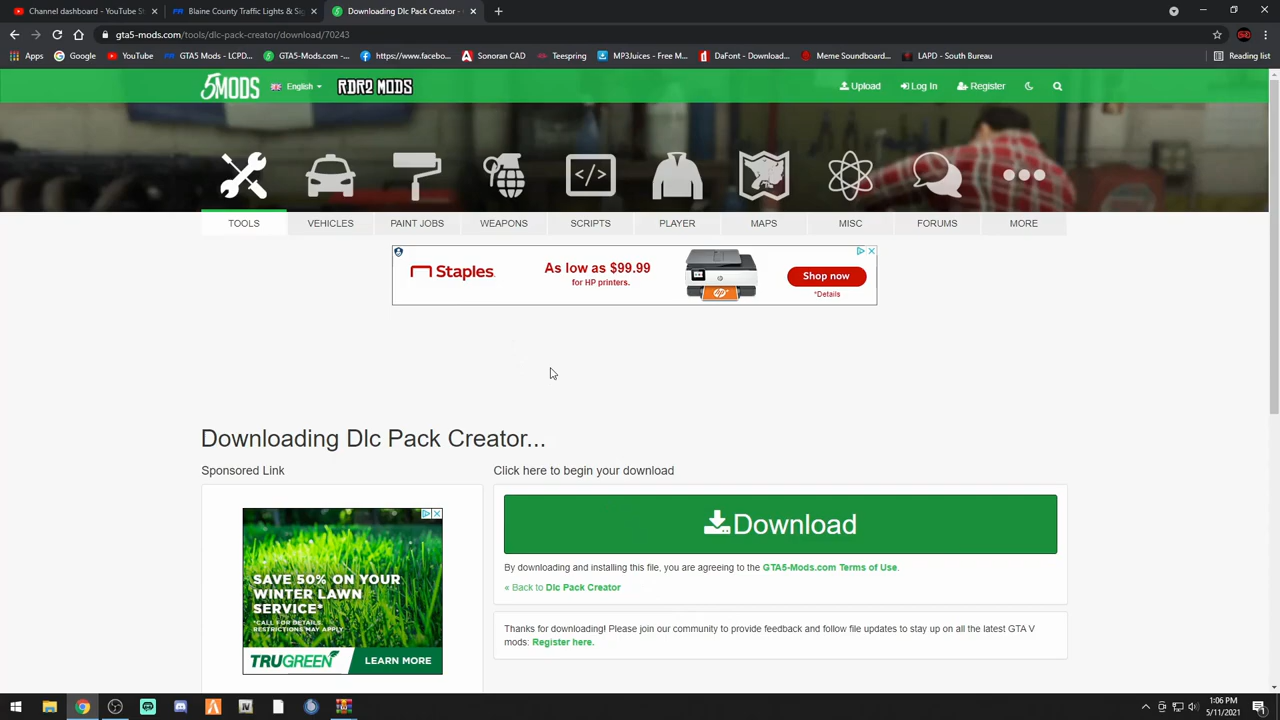 Channel dashboard - YouTube St
Blaine County Traffic Lights & Sig
Downloading Dlc Pack Creator -
gta5-mods.com/tools/dlc-pack-creator/download/70243
Apps
Google
YouTube
GTA5 Mods - LCPD...
GTA5-Mods.com -...
https://www.facebo...
Sonoran CAD
Teespring
MP3Juices - Free M...
DaFont - Download...
Meme Soundboard...
LAPD - South Bureau
Reading list
5MODS
English
RDR2 MODS
Upload
Log In
Register
TOOLS
VEHICLES
PAINT JOBS
WEAPONS
SCRIPTS
PLAYER
MAPS
MISC
FORUMS
MORE
Staples
As low as $99.99
for HP printers.
Shop now
*Details
Downloading Dlc Pack Creator...
Sponsored Link
Click here to begin your download
Download
By downloading and installing this file, you are agreeing to the GTA5-Mods.com Terms of Use.
« Back to Dlc Pack Creator
Thanks for downloading! Please join our community to provide feedback and follow file updates to stay up on all the latest GTA V
mods: Register here.
SAVE 50% ON YOUR
WINTER LAWN
SERVICE*
*CALL FOR DETAILS
RESTRICTIONS MAY APPLY
TRUGREEN
LEARN MORE
1:06 PM
5/11/2021